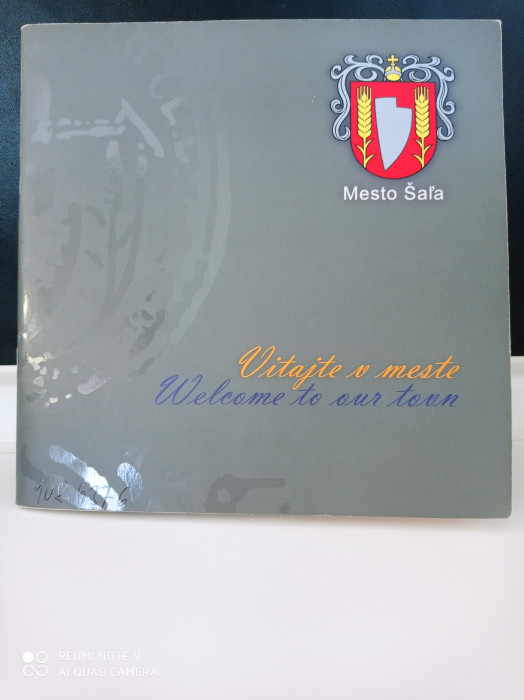 Mesto Šaľa
Vitajte v meste
Welcome to our town
REDMI NOTE 9
AI QUAD CAMERA